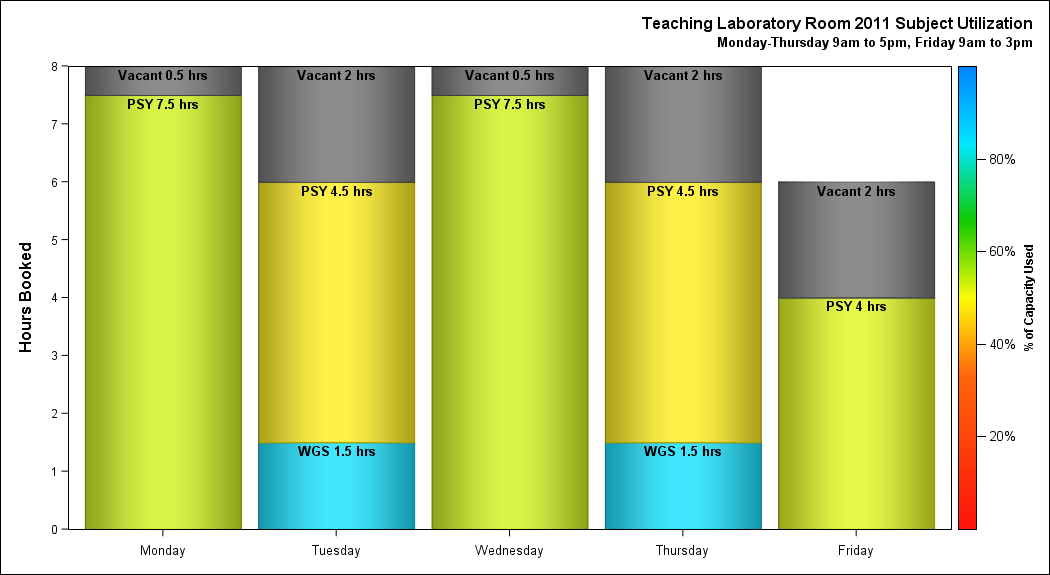 Teaching Laboratory Room 2011 Subject Utilization
Monday-Thursday 9am to 5pm, Friday 9am to 3pm
Hours Booked
8
7
6
5
4
3
2
1
0
Vacant 0.5 hrs
PSY 7.5 hrs
Vacant 2 hrs
PSY 4.5 hrs
WGS 1.5 hrs
Vacant 0.5 hrs
PSY 7.5 hrs
Vacant 2 hrs
PSY 4.5 hrs
WGS 1.5 hrs
Vacant 2 hrs
PSY 4 hrs
Monday
Tuesday
Wednesday
Thursday
Friday
80%
60%
40%
20%
% of Capacity Used